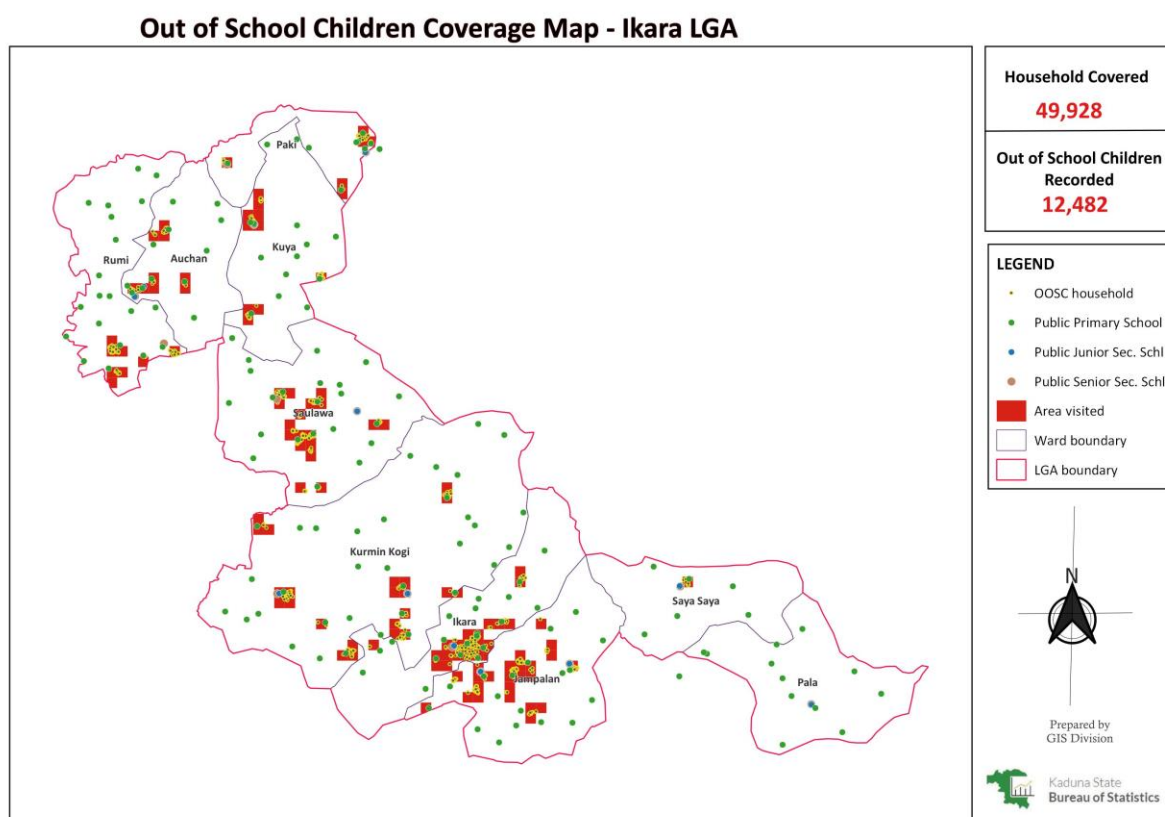 Out of School Children Coverage Map - Ikara LGA
Household Covered
49,928
Out of School Children
Recorded
12,482
Paki
Kuya
Rumi
Auchan
Saulawa
Kurmin Kogi
Ikara
Saya Saya
Jampalan
Pala
LEGEND
OOSC household
Public Primary School
Public Junior Sec. Schl
Public Senior Sec. Schl
Area visited
Ward boundary
LGA boundary
N
Prepared by
GIS Division
Kaduna State
Bureau of Statistics